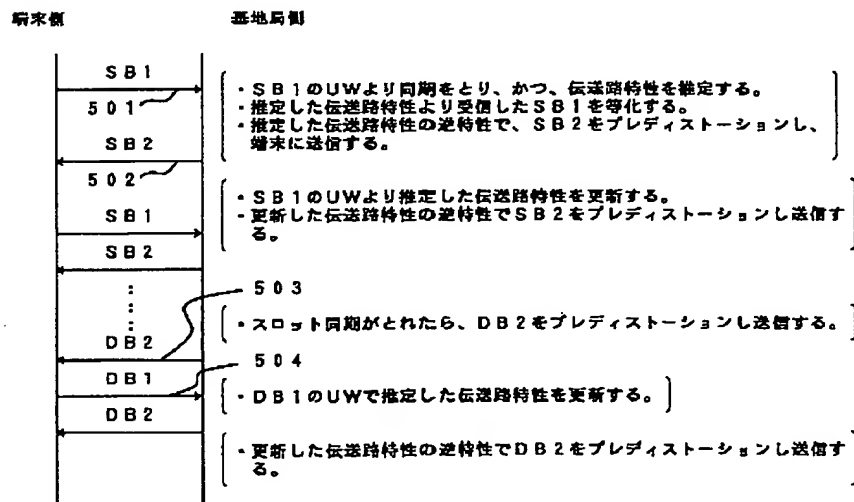 端末側 基地局側
SB1
・SB1のUWより同期をとり、かつ、伝送路特性を推定する。
501
・推定した伝送路特性より受信したSB1を等化する。
・推定した伝送路特性の逆特性で、SB2をプレディストーションし、
SB2
端末に送信する。
502
・SB1のUWより推定した伝送路特性を更新する。
SB1
・更新した伝送路特性の逆特性でSB2をプレディストーションし送信す
る。
SB2
503
・スロット同期がとれたら、DB2をプレディストーションし送信する。
DB2
504
DB1
・DB1のUWで推定した伝送路特性を更新する。
DB2
・更新した伝送路特性の逆特性でDB2をプレディストーションし送信す
る。